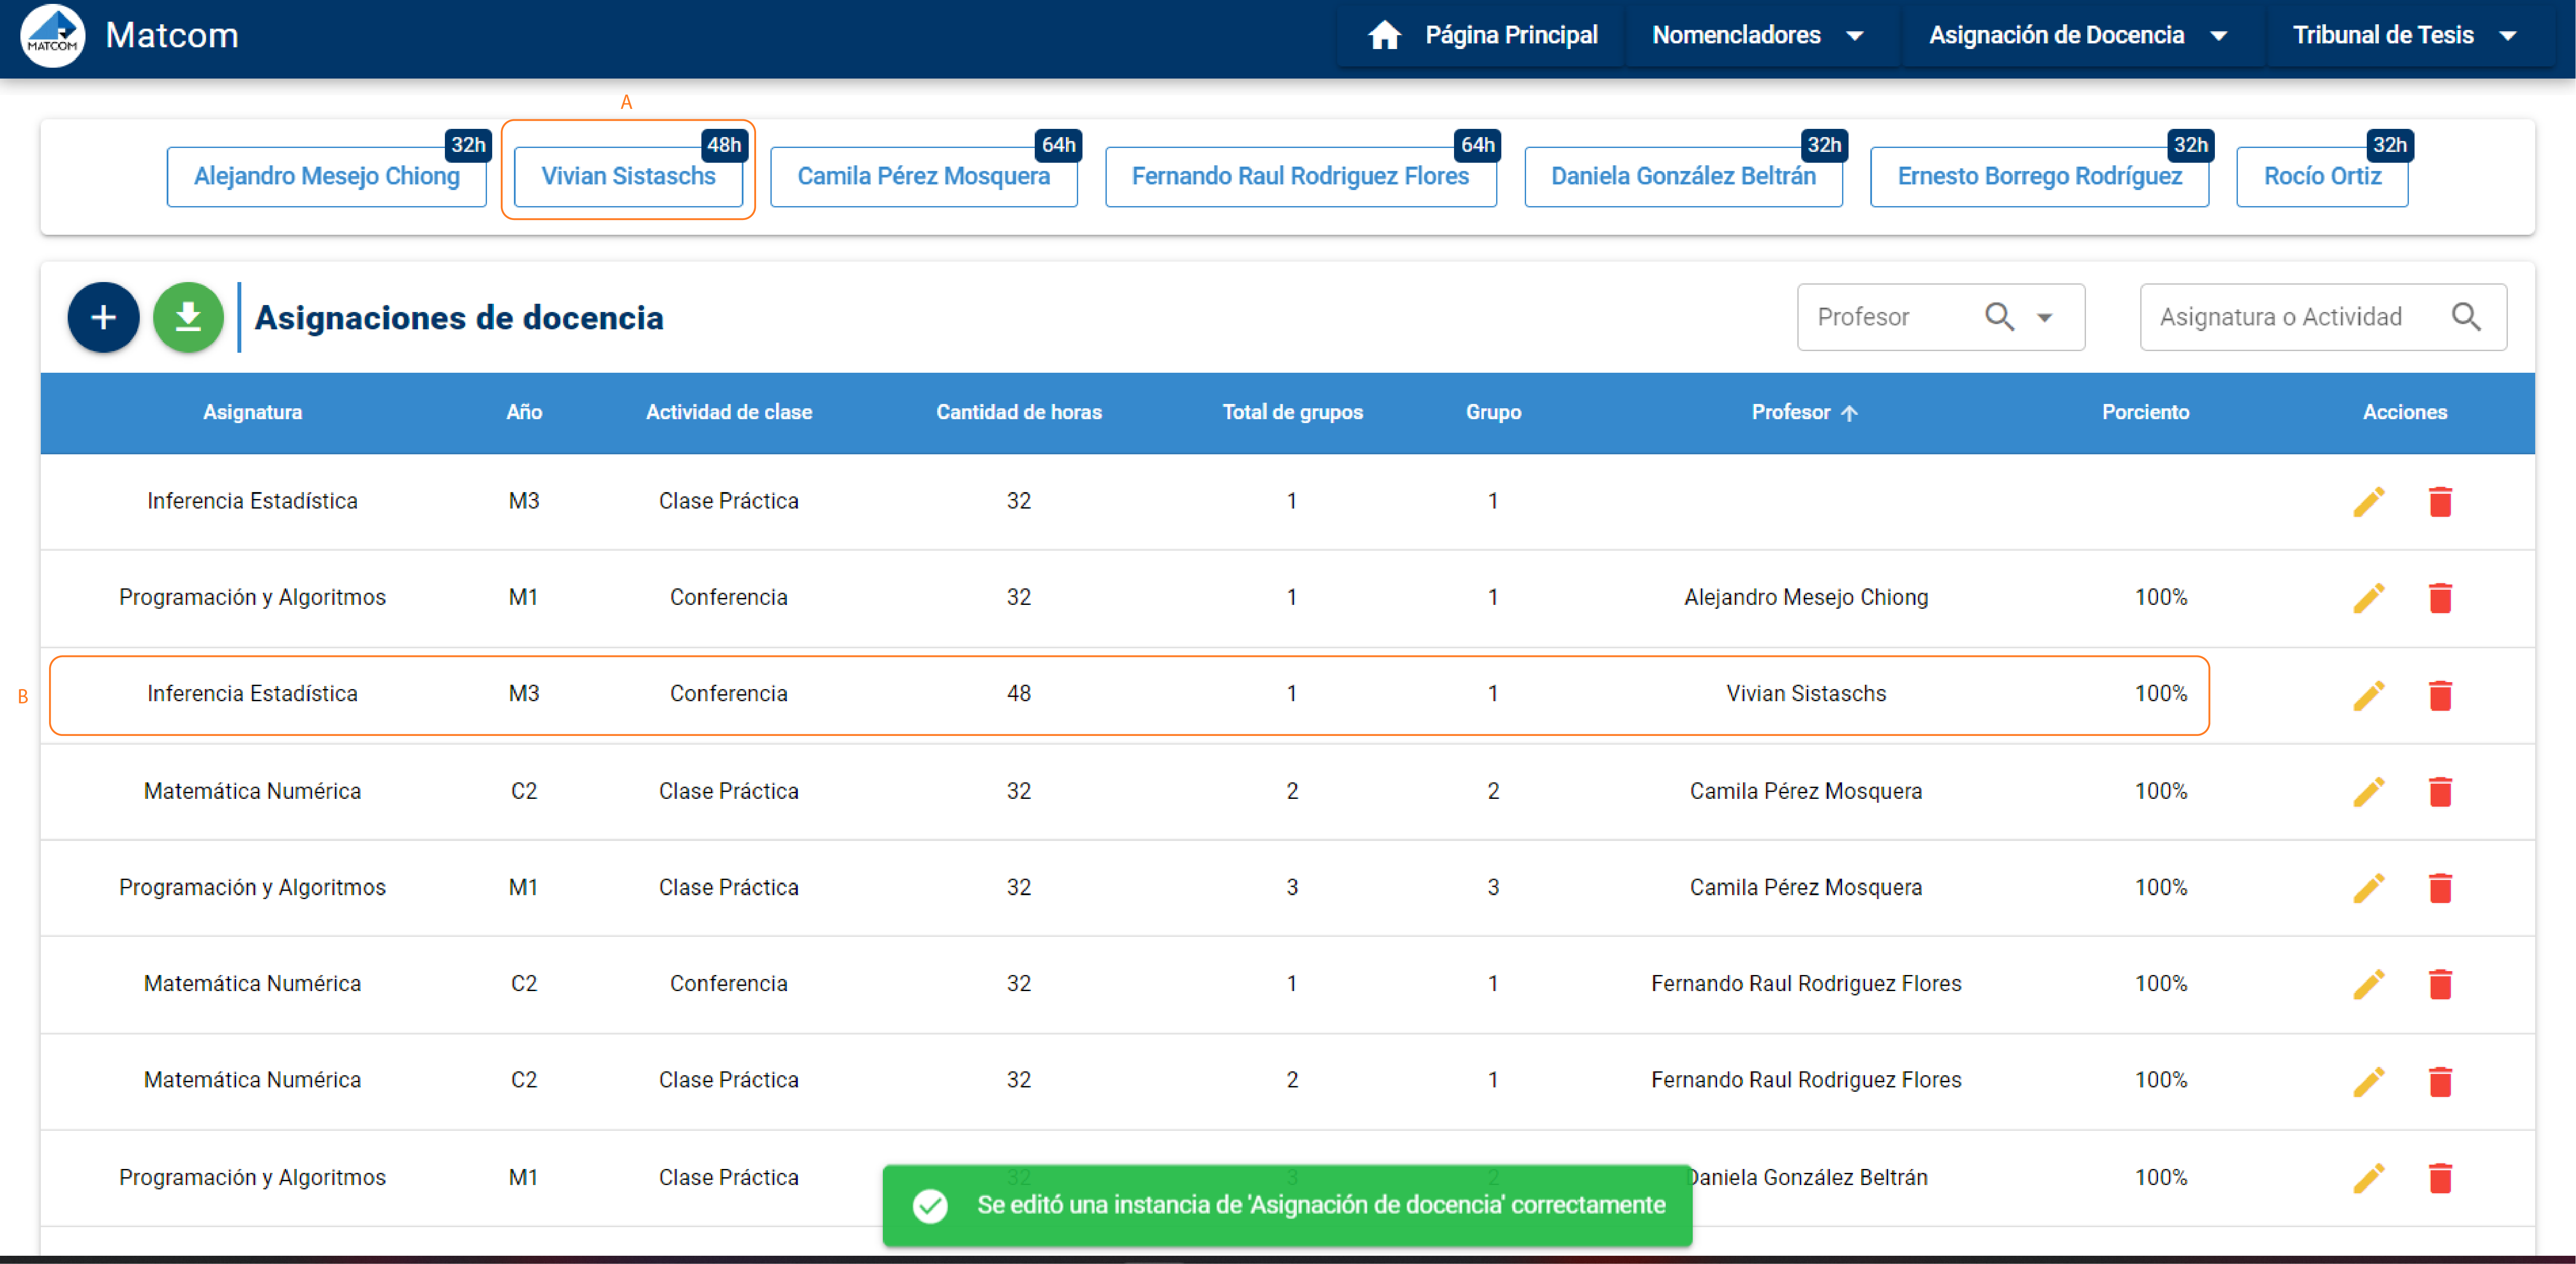 MATCOM Matcom Página Principal Nomencladores Asignación de Docencia Tribunal de Tesis
A
32h 48h 64h 64h 32h 32h 32h
Alejandro Mesejo Chiong Vivian Sistaschs Camila Pérez Mosquera Fernando Raul Rodriguez Flores Daniela González Beltrán Ernesto Borrego Rodríguez Rocío Ortiz
Asignaciones de docencia Profesor Asignatura o Actividad
Asignatura Año Actividad de clase Cantidad de horas Total de grupos Grupo Profesor Porciento Acciones
Inferencia Estadística M3 Clase Práctica 32 1 1
Programación y Algoritmos M1 Conferencia 32 1 1 Alejandro Mesejo Chiong 100%
B Inferencia Estadística M3 Conferencia 48 1 1 Vivian Sistaschs 100%
Matemática Numérica C2 Clase Práctica 32 2 2 Camila Pérez Mosquera 100%
Programación y Algoritmos M1 Clase Práctica 32 3 3 Camila Pérez Mosquera 100%
Matemática Numérica C2 Conferencia 32 1 1 Fernando Raul Rodriguez Flores 100%
Matemática Numérica C2 Clase Práctica 32 2 1 Fernando Raul Rodriguez Flores 100%
Programación y Algoritmos M1 Clase Práctica 32 3 2 Daniela González Beltrán 100%
Se editó una instancia de 'Asignación de docencia' correctamente